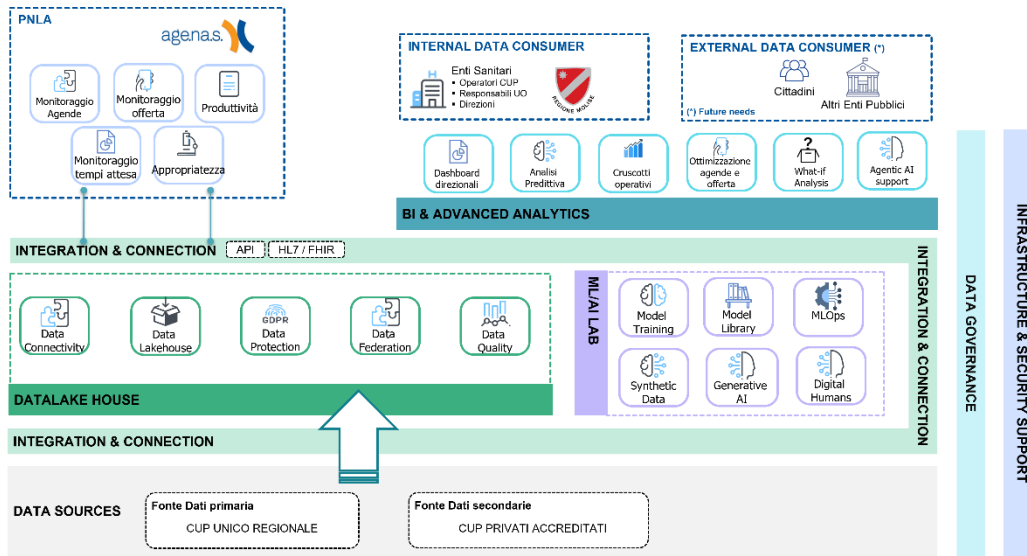 PNLA
agenas.
Monitoraggio
Agende
Monitoraggio
offerta
Produttività
Monitoraggio
tempi attesa
Appropriatezza
INTERNAL DATA CONSUMER
Enti Sanitari
• Operatori CUP
• Responsabili UO
• Direzioni
REGIONE MOLISE
EXTERNAL DATA CONSUMER (*)
Cittadini
Altri Enti Pubblici
(*) Future needs
Dashboard
direzionali
Analisi
Predittiva
Cruscotti
operativi
Ottimizzazione
agende e
offerta
?
What-if
Analysis
Agentic AI
support
BI & ADVANCED ANALYTICS
INTEGRATION & CONNECTION
API
HL7 / FHIR
Data
Connectivity
Data
Lakehouse
GDPR
Data
Protection
Data
Federation
Data
Quality
DATALAKE HOUSE
ML/AI LAB
Model
Training
Model
Library
MLOps
Synthetic
Data
Generative
AI
Digital
Humans
INTEGRATION & CONNECTION
INTEGRATION & CONNECTION
DATA GOVERNANCE
INFRASTRUCTURE & SECURITY SUPPORT
DATA SOURCES
Fonte Dati primaria
CUP UNICO REGIONALE
Fonte Dati secondarie
CUP PRIVATI ACCREDITATI